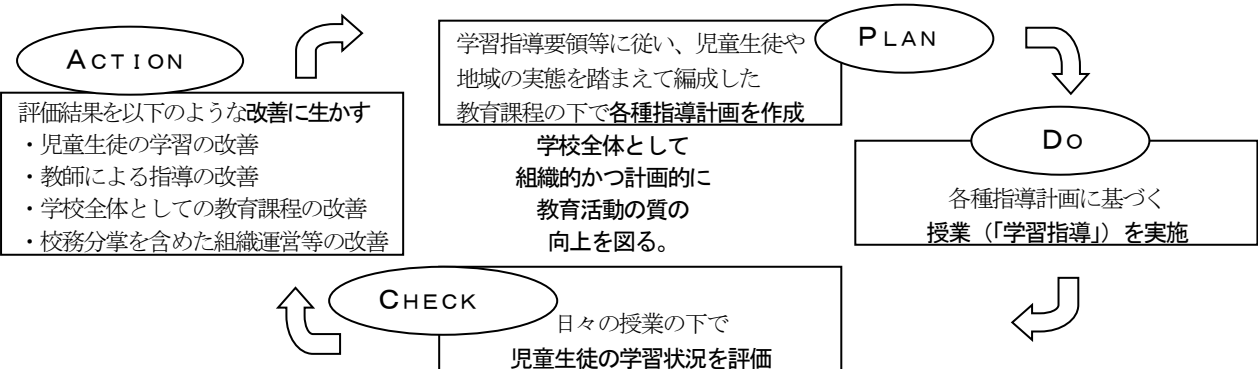 PLAN
学習指導要領等に従い、児童生徒や
地域の実態を踏まえて編成した
教育課程の下で各種指導計画を作成
DO
各種指導計画に基づく
授業(「学習指導」)を実施
CHECK
日々の授業の下で
児童生徒の学習状況を評価
ACTION
評価結果を以下のような改善に生かす
・児童生徒の学習の改善
・教師による指導の改善
・学校全体としての教育課程の改善
・校務分掌を含めた組織運営等の改善
学校全体として
組織的かつ計画的に
教育活動の質の
向上を図る。